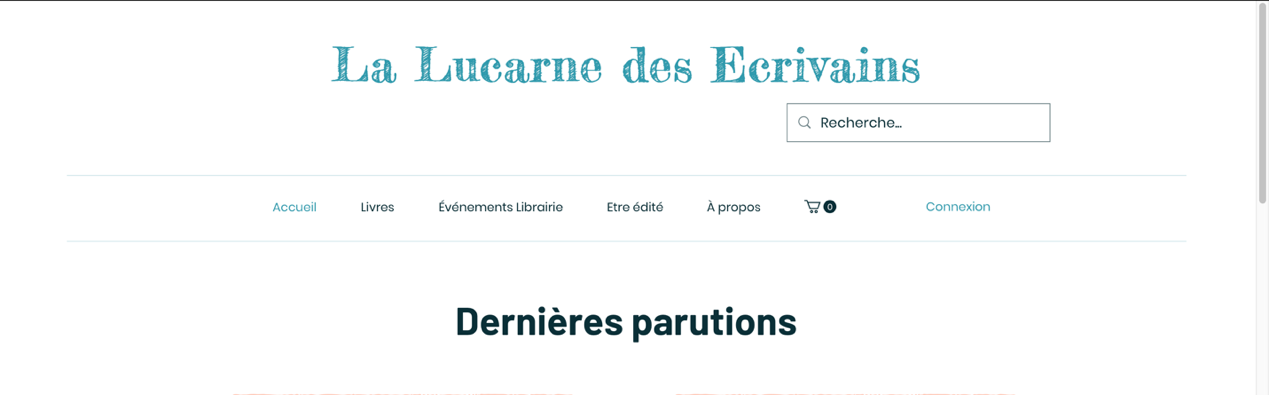 La Lucarne des Ecrivains
Recherche...
Accueil Livres Événements Librairie Etre édité À propos 0 Connexion
Dernières parutions